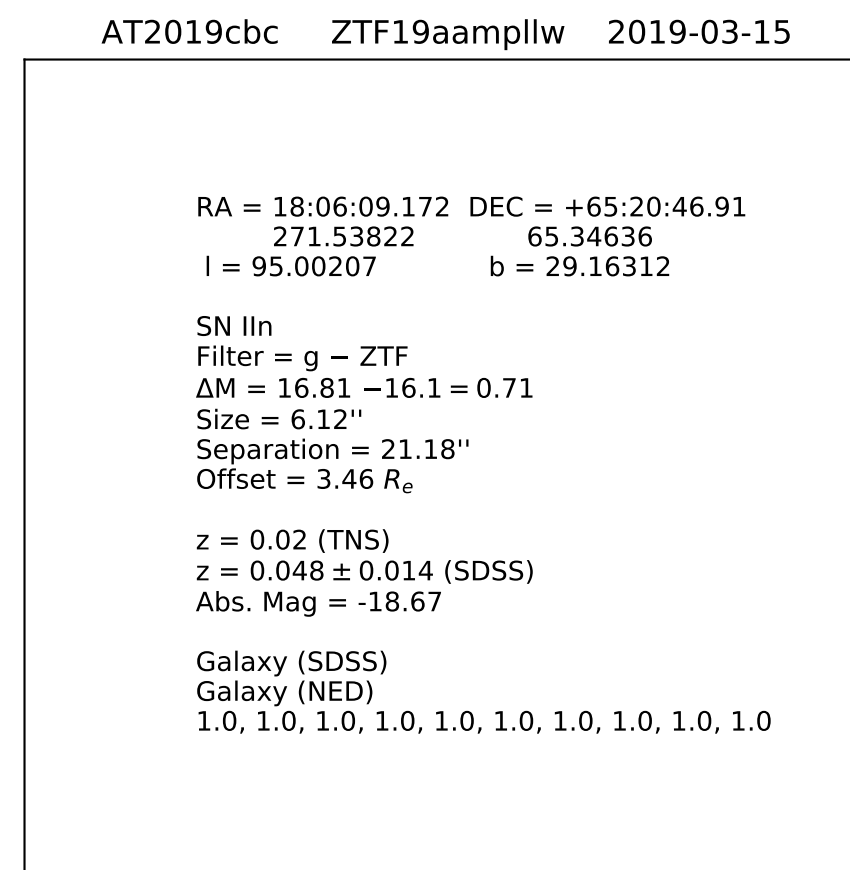 AT2019cbc ZTF19aampllw 2019-03-15
RA = 18:06:09.172 DEC = +65:20:46.91
271.53822 65.34636
l = 95.00207 b = 29.16312
SN IIn
Filter = g − ZTF
ΔM = 16.81 −16.1 = 0.71
Size = 6.12''
Separation = 21.18''
Offset = 3.46 Re
z = 0.02 (TNS)
z = 0.048 ± 0.014 (SDSS)
Abs. Mag = -18.67
Galaxy (SDSS)
Galaxy (NED)
1.0, 1.0, 1.0, 1.0, 1.0, 1.0, 1.0, 1.0, 1.0, 1.0